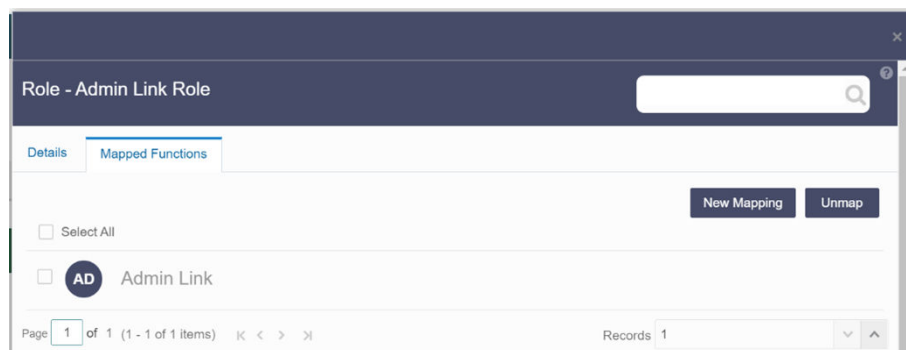 Role - Admin Link Role
Details Mapped Functions
New Mapping Unmap
Select All
AD Admin Link
Page 1 of 1 (1 - 1 of 1 items) Records 1